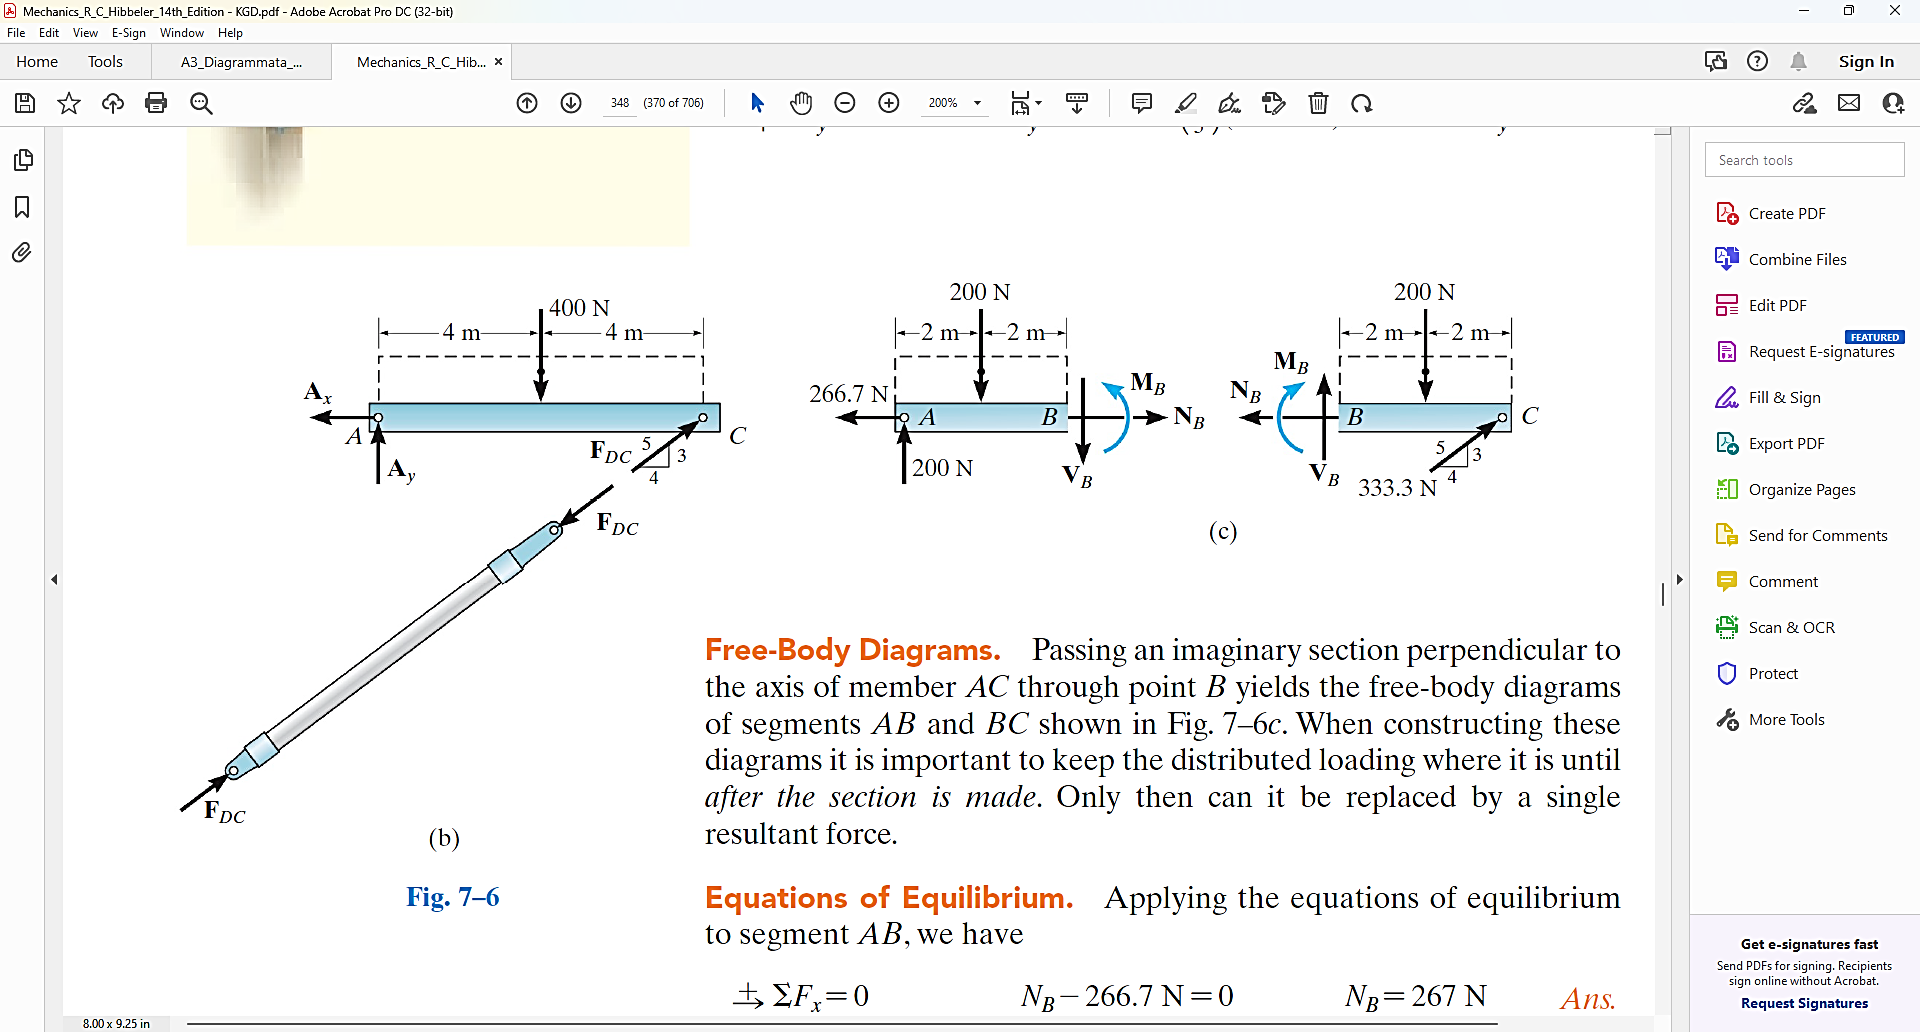 Mechanics_R_C_Hibbeler_14th_Edition - KGD.pdf - Adobe Acrobat Pro DC (32-bit)
File Edit View E-Sign Window Help
Home Tools A3_Diagrammata_... Mechanics_R_C_Hib... × Sign In
348 (370 of 706) 200%
Search tools
Create PDF
Combine Files
Edit PDF
FEATURED
Request E-signatures
Fill & Sign
Export PDF
Organize Pages
Send for Comments
Comment
Scan & OCR
Protect
More Tools
Get e-signatures fast
Send PDFs for signing. Recipients
sign online without Acrobat.
Request Signatures
400 N
4 m 4 m
Ax
A C
Ay
FDC 5 3
4
FDC
FDC
(b)
Fig. 7–6
200 N
2 m 2 m
266.7 N A B MB
NB
200 N VB
200 N
2 m 2 m
MB
NB B C
VB 333.3 N 5 3
4
(c)
Free-Body Diagrams. Passing an imaginary section perpendicular to
the axis of member AC through point B yields the free-body diagrams
of segments AB and BC shown in Fig. 7–6c. When constructing these
diagrams it is important to keep the distributed loading where it is until
after the section is made. Only then can it be replaced by a single
resultant force.
Equations of Equilibrium. Applying the equations of equilibrium
to segment AB, we have
+→ ΣFx = 0 NB − 266.7 N = 0 NB = 267 N Ans.
8.00 x 9.25 in